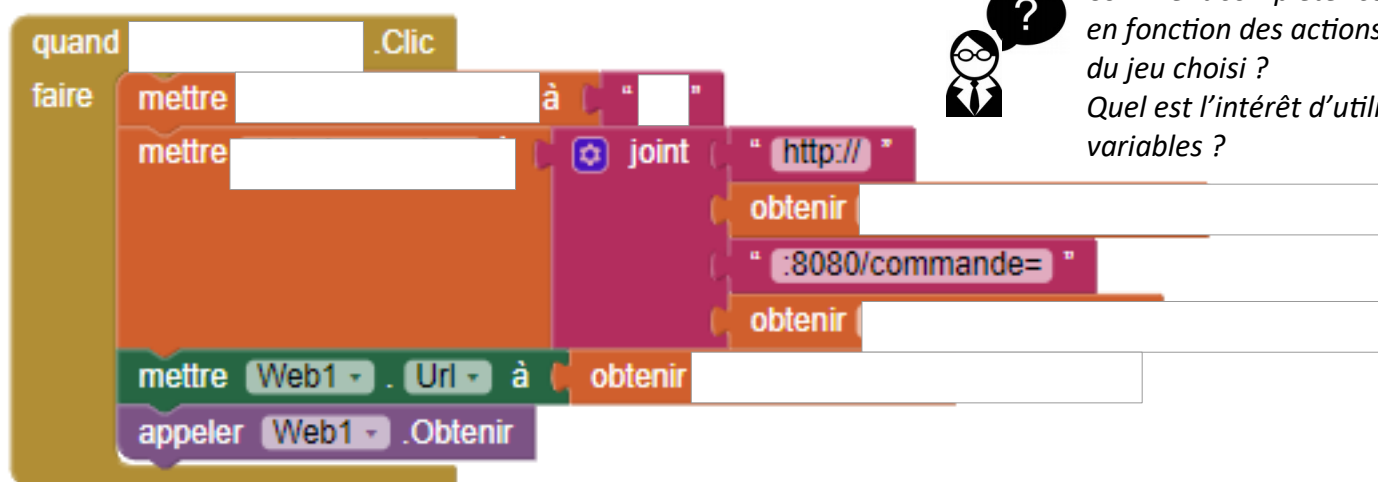 quand .Clic
faire mettre à " "
mettre joint " http:// "
obtenir
" :8080/commande= "
obtenir
mettre Web1 . Url à obtenir
appeler Web1 .Obtenir
?
en fonction des actions
du jeu choisi ?
Quel est l'intérêt d'utili
variables ?